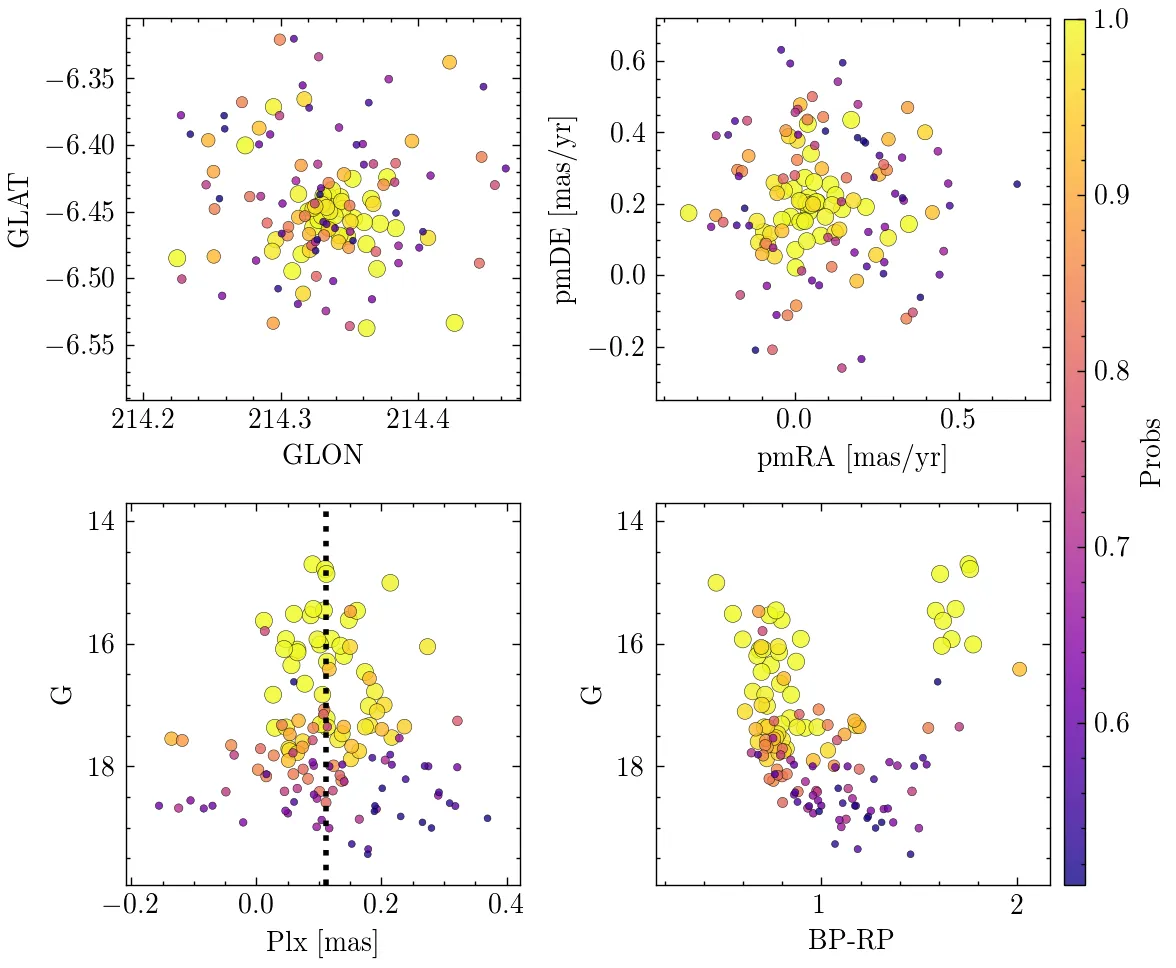 −6.35
−6.40
−6.45
−6.50
−6.55
GLAT
214.2 214.3 214.4
GLON
0.6
0.4
0.2
0.0
−0.2
pmDE [mas/yr]
0.0 0.5
pmRA [mas/yr]
14
16
18
G
−0.2 0.0 0.2 0.4
Plx [mas]
14
16
18
G
1 2
BP-RP
1.0
0.9
0.8
0.7
0.6
Probs